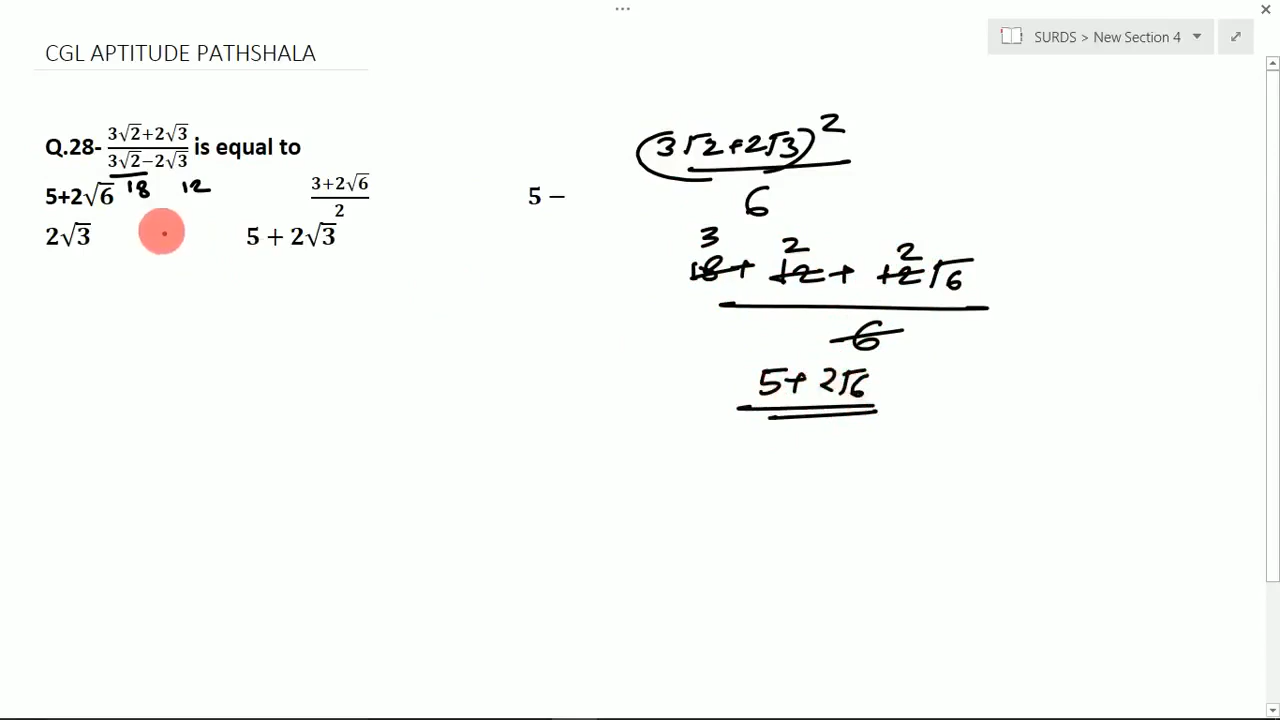 SURDS > New Section 4
CGL APTITUDE PATHSHALA
Q.28- (3√2+2√3)/(3√2−2√3) is equal to
18 12
5+2√6 (3+2√6)/2 5 −
2√3 5 + 2√3
(3√2+2√3)²
6
3 2 2
18 + 12 + 12√6
6
5+ 2√6